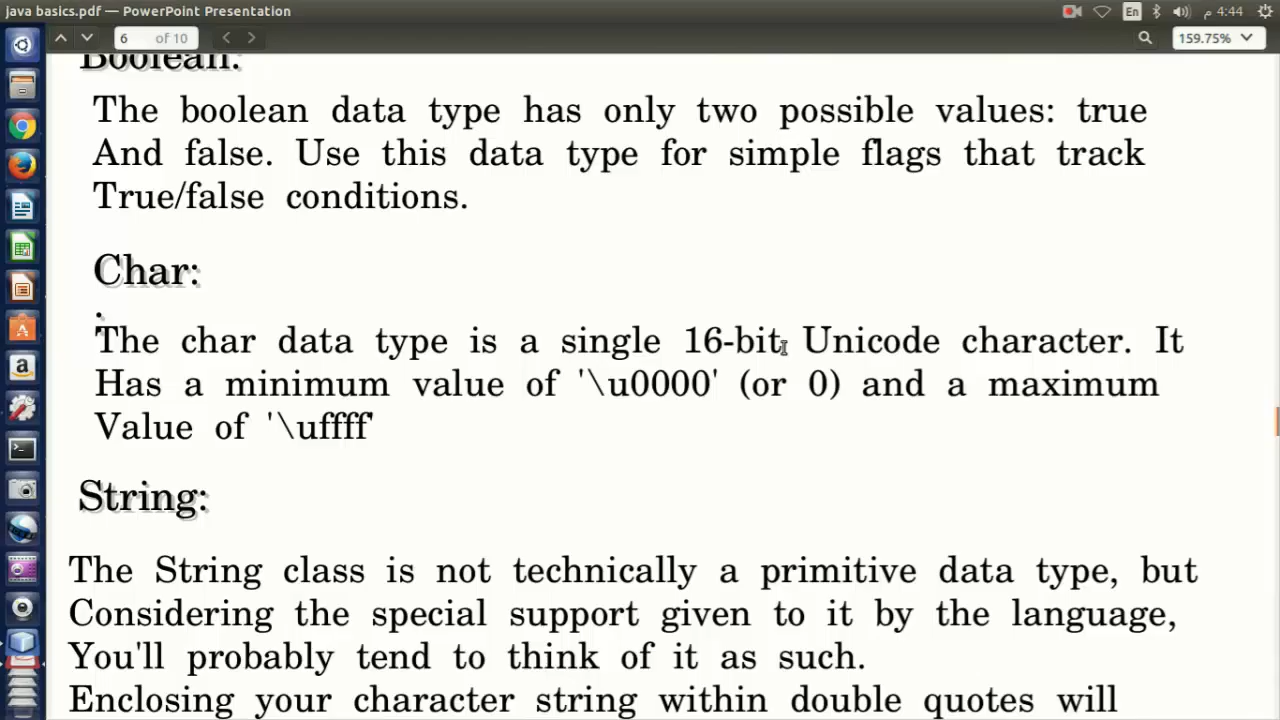 java basics.pdf — PowerPoint Presentation
En
م 4:44
6 of 10
159.75%
Boolean:
The boolean data type has only two possible values: true
And false. Use this data type for simple flags that track
True/false conditions.
Char:
.
The char data type is a single 16-bit Unicode character. It
Has a minimum value of '\u0000' (or 0) and a maximum
Value of '\uffff'
String:
The String class is not technically a primitive data type, but
Considering the special support given to it by the language,
You'll probably tend to think of it as such.
Enclosing your character string within double quotes will